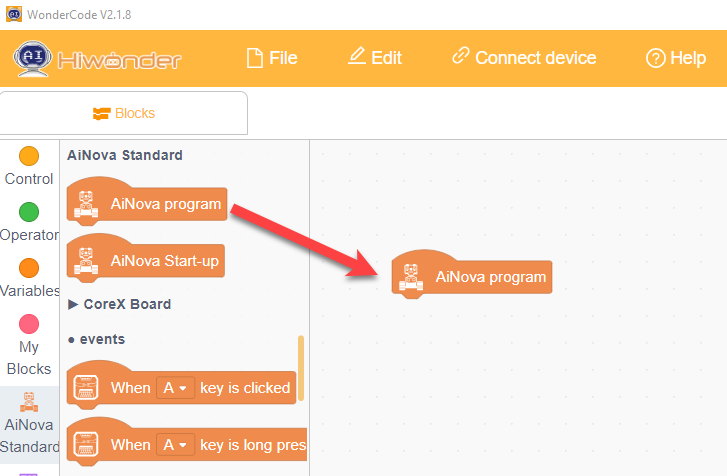 WonderCode V2.1.8
AI Hiwonder File Edit Connect device Help
Blocks
AiNova Standard
Control
AiNova program
Operator
AiNova Start-up
AiNova program
Variables
CoreX Board
events
My
Blocks
When A key is clicked
AiNova
Standard
When A key is long pres